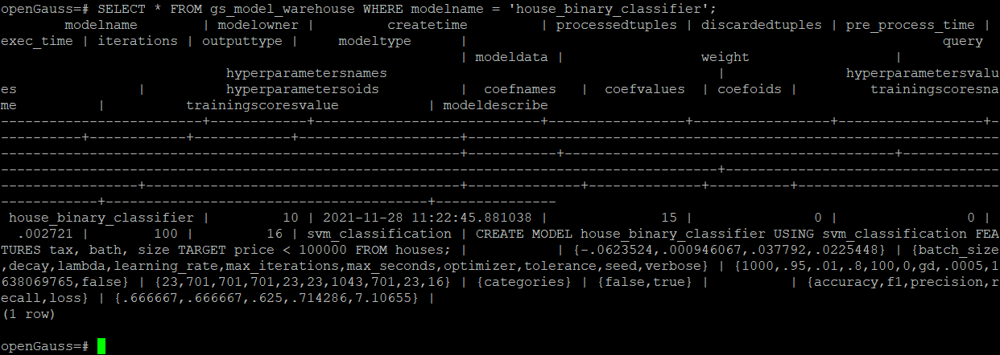 openGauss=# SELECT * FROM gs_model_warehouse WHERE modelname = 'house_binary_classifier';
        modelname         | modelowner |         createtime         | processedtuples | discardedtuples | pre_process_time |
exec_time | iterations | outputtype |     modeltype      |                                                           query
                                                         | modeldata |                 weight                  |
                            hyperparametersnames                                         |               hyperparametersvalu
es               |          hyperparametersoids          |  coefnames   |  coefvalues  | coefoids |         trainingscoresna
me            |          trainingscoresvalue           | modeldescribe
-------------------------+------------+----------------------------+-----------------+-----------------+------------------+-
----------+------------+------------+--------------------+------------------------------------------------------------------
---------------------------------------------------------+-----------+-----------------------------------------+------------
-----------------------------------------------------------------------------------------+----------------------------------
-----------------+---------------------------------------+--------------+--------------+----------+-------------------------
------------+----------------------------------------+---------------
 house_binary_classifier |         10 | 2021-11-28 11:22:45.881038 |              15 |               0 |                0 |
  .002721 |        100 |         16 | svm_classification | CREATE MODEL house_binary_classifier USING svm_classification FEA
TURES tax, bath, size TARGET price < 100000 FROM houses; |           | {-.0623524,.000946067,.037792,.0225448} | {batch_size
,decay,lambda,learning_rate,max_iterations,max_seconds,optimizer,tolerance,seed,verbose} | {1000,.95,.01,.8,100,0,gd,.0005,1
638069765,false} | {23,701,701,701,23,23,1043,701,23,16} | {categories} | {false,true} |          | {accuracy,f1,precision,r
ecall,loss} | {.666667,.666667,.625,.714286,7.10655} |
(1 row)
openGauss=#